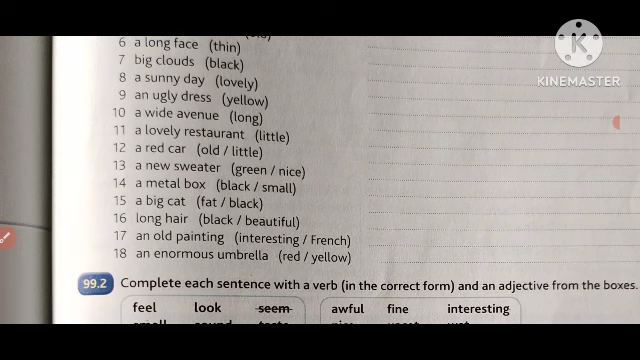 6 a long face (thin)
7 big clouds (black)
8 a sunny day (lovely)
9 an ugly dress (yellow)
10 a wide avenue (long)
11 a lovely restaurant (little)
12 a red car (old / little)
13 a new sweater (green / nice)
14 a metal box (black / small)
15 a big cat (fat / black)
16 long hair (black / beautiful)
17 an old painting (interesting / French)
18 an enormous umbrella (red / yellow)
99.2 Complete each sentence with a verb (in the correct form) and an adjective from the boxes.
feel look seem awful fine interesting
K
KINEMASTER